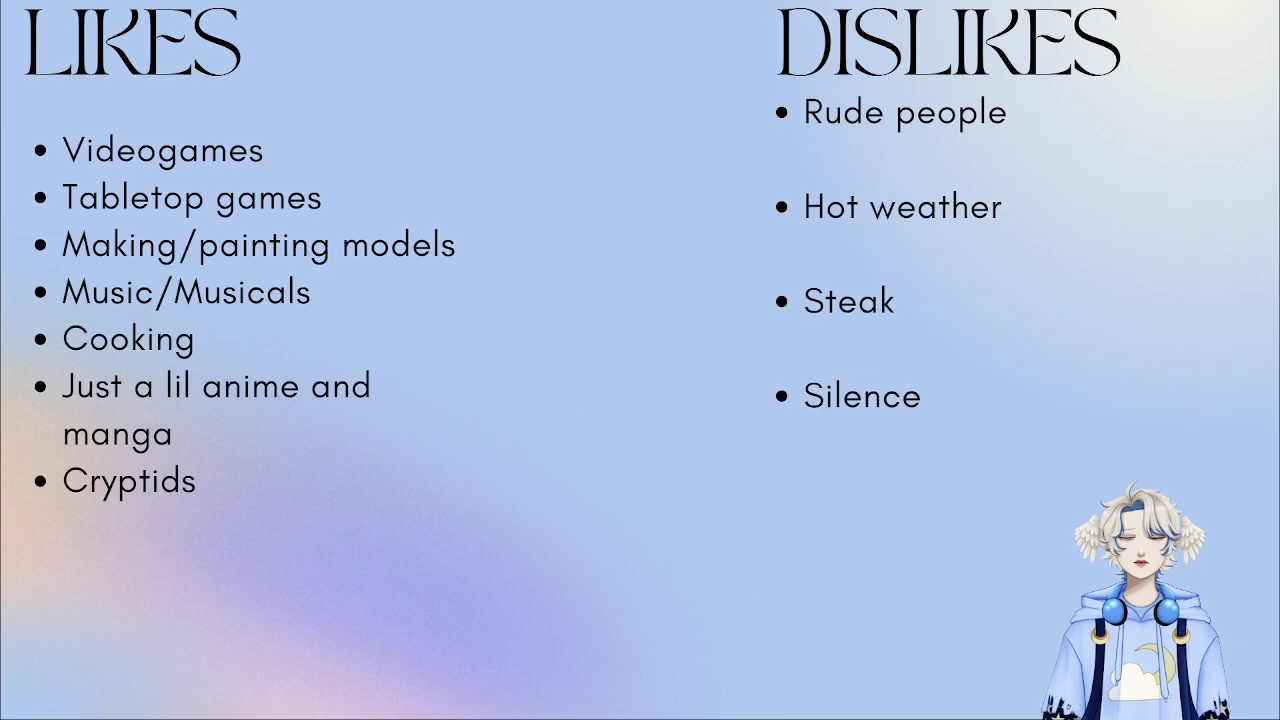 LIKES
Videogames
Tabletop games
Making/painting models
Music/Musicals
Cooking
Just a lil anime and
manga
Cryptids
DISLIKES
Rude people
Hot weather
Steak
Silence